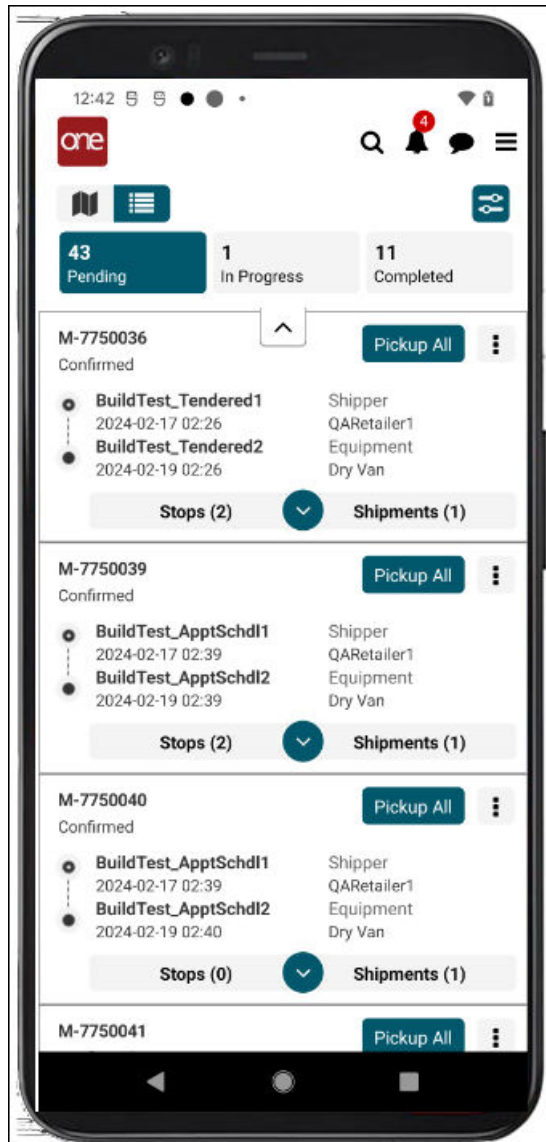 12:42
one
4
43
Pending
1
In Progress
11
Completed
M-7750036
Pickup All
Confirmed
BuildTest_Tendered1
Shipper
2024-02-17 02:26
QARetailer1
BuildTest_Tendered2
Equipment
2024-02-19 02:26
Dry Van
Stops (2)
Shipments (1)
M-7750039
Pickup All
Confirmed
BuildTest_ApptSchdl1
Shipper
2024-02-17 02:39
QARetailer1
BuildTest_ApptSchdl2
Equipment
2024-02-19 02:39
Dry Van
Stops (2)
Shipments (1)
M-7750040
Pickup All
Confirmed
BuildTest_ApptSchdl1
Shipper
2024-02-17 02:39
QARetailer1
BuildTest_ApptSchdl2
Equipment
2024-02-19 02:40
Dry Van
Stops (0)
Shipments (1)
M-7750041
Pickup All